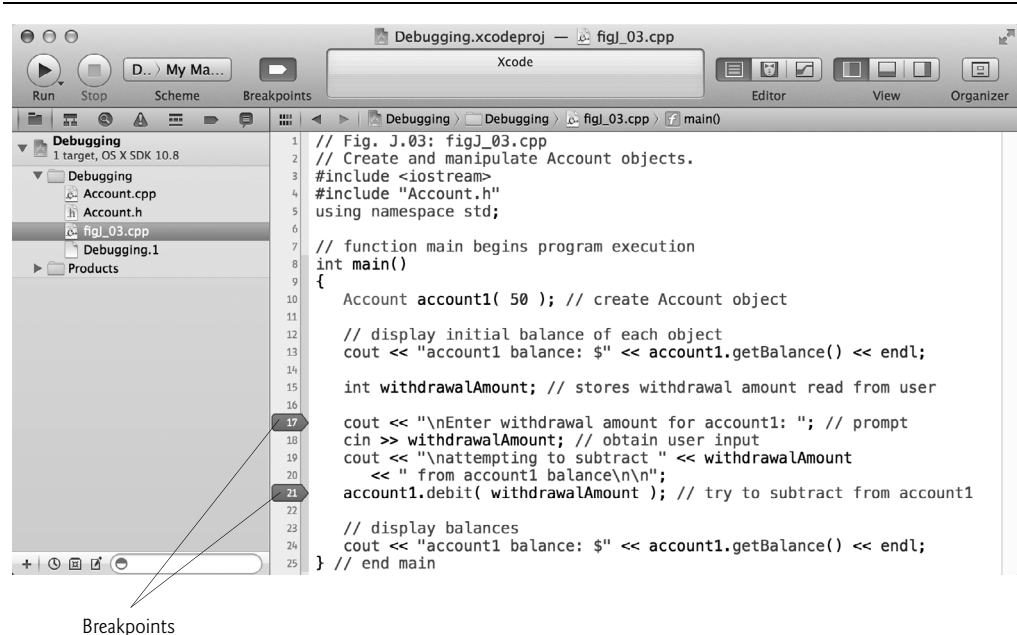 Debugging.xcodeproj — figJ_03.cpp
D.. 〉 My Ma...
Xcode
Run Stop Scheme Breakpoints Editor View Organizer
Debugging 〉 Debugging 〉 figJ_03.cpp 〉 main()
Debugging
1 target, OS X SDK 10.8
Debugging
Account.cpp
Account.h
figJ_03.cpp
Debugging.1
Products
1 // Fig. J.03: figJ_03.cpp
2 // Create and manipulate Account objects.
3 #include <iostream>
4 #include "Account.h"
5 using namespace std;
6
7 // function main begins program execution
8 int main()
9 {
10 Account account1( 50 ); // create Account object
11
12 // display initial balance of each object
13 cout << "account1 balance: $" << account1.getBalance() << endl;
14
15 int withdrawalAmount; // stores withdrawal amount read from user
16
17 cout << "\nEnter withdrawal amount for account1: "; // prompt
18 cin >> withdrawalAmount; // obtain user input
19 cout << "\nattempting to subtract " << withdrawalAmount
20 << " from account1 balance\n\n";
21 account1.debit( withdrawalAmount ); // try to subtract from account1
22
23 // display balances
24 cout << "account1 balance: $" << account1.getBalance() << endl;
25 } // end main
Breakpoints